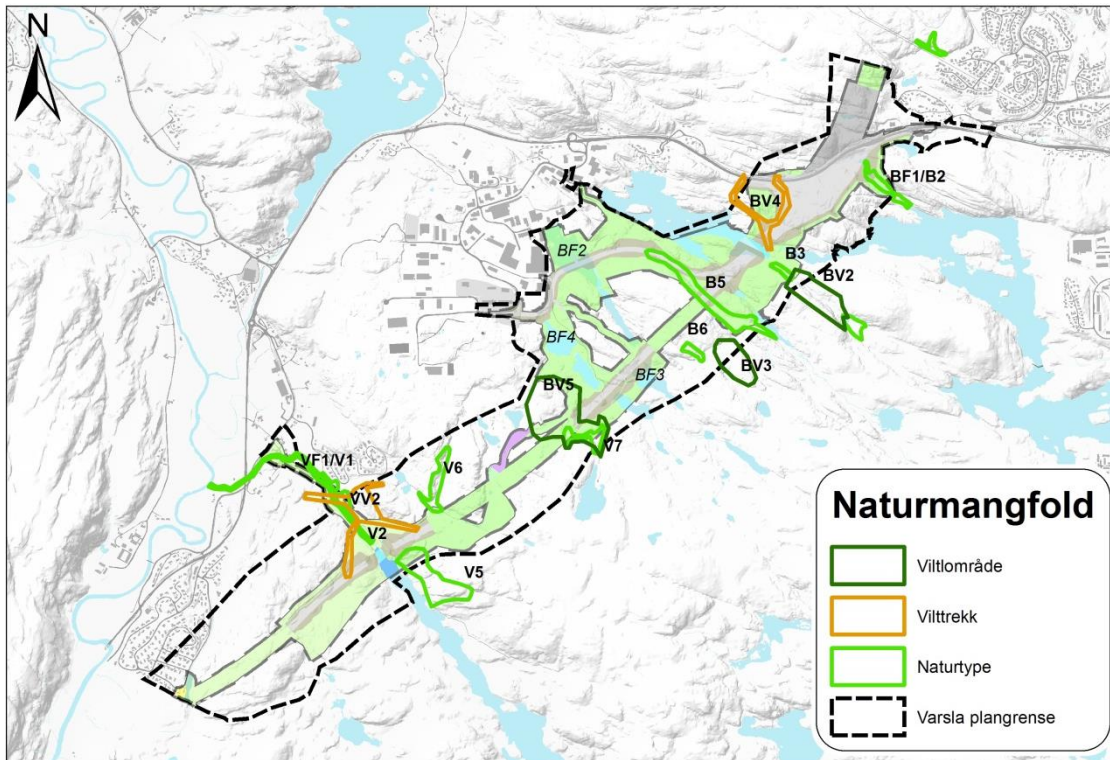 N
BF1/B2
BV4
BF2
B3
BV2
B5
B6
BF4
BF3
BV3
BV5
V7
V6
VF1/V1
VV2
V2
V5
Naturmangfold
Viltlområde
Vilttrekk
Naturtype
Varsla plangrense